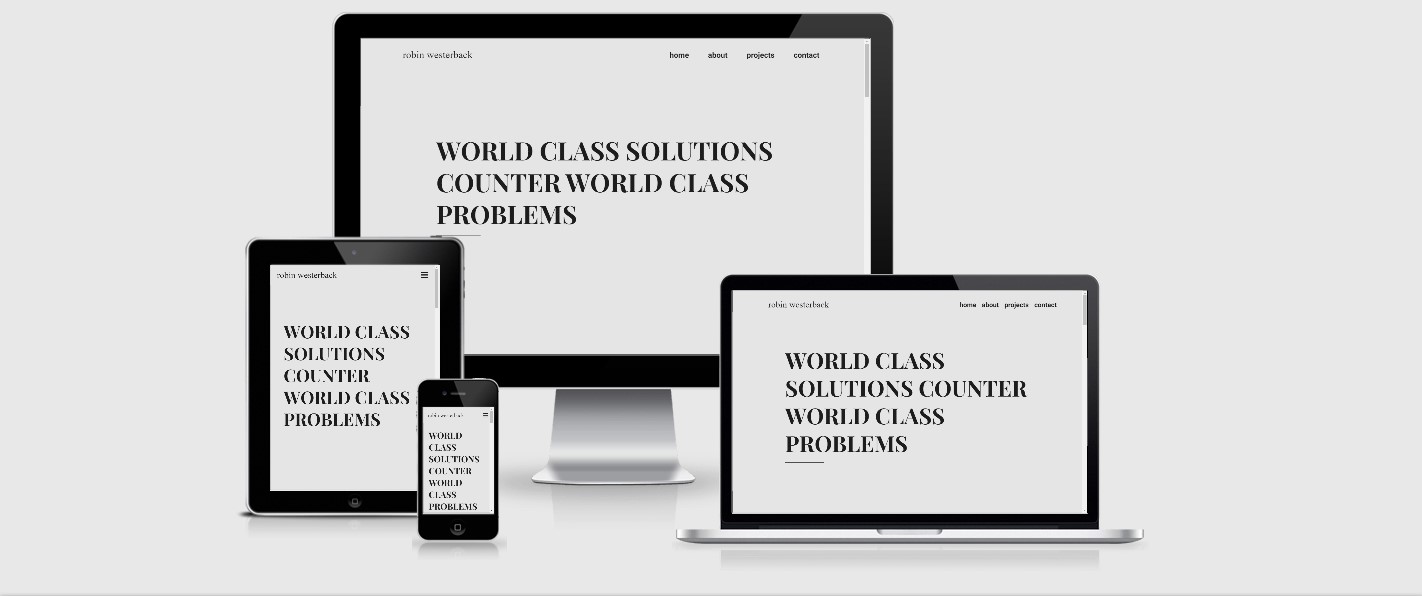 robin westerback
home about projects contact
WORLD CLASS SOLUTIONS
COUNTER WORLD CLASS
PROBLEMS
robin westerback
WORLD CLASS
SOLUTIONS
COUNTER
WORLD CLASS
PROBLEMS
robin westerback
WORLD
CLASS
SOLUTIONS
COUNTER
WORLD
CLASS
PROBLEMS
robin westerback
home about projects contact
WORLD CLASS
SOLUTIONS COUNTER
WORLD CLASS
PROBLEMS